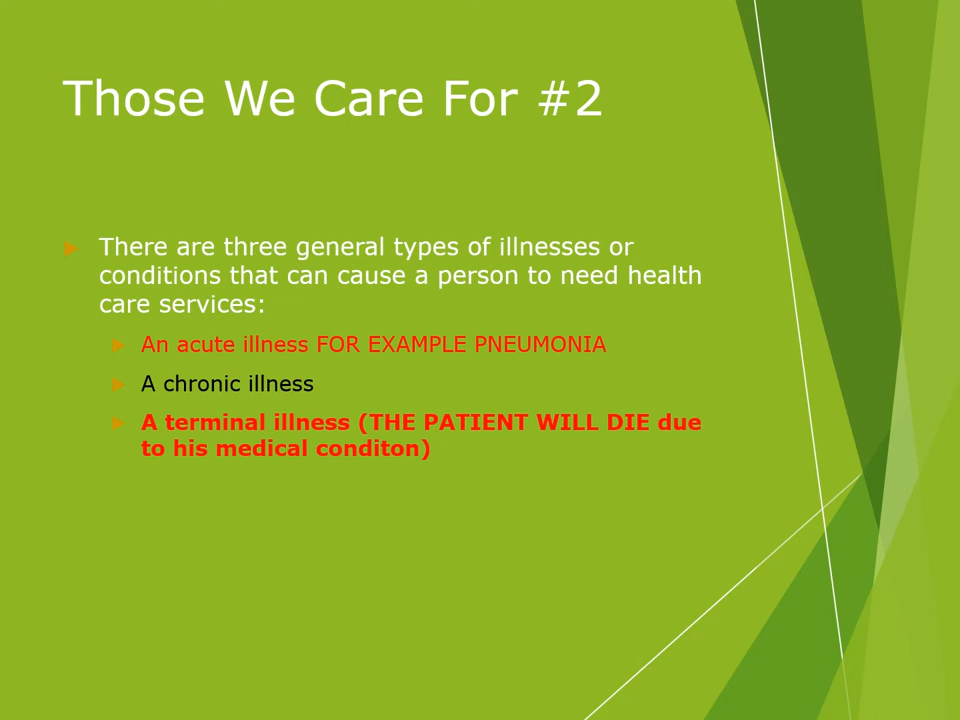 Those We Care For #2
There are three general types of illnesses or
conditions that can cause a person to need health
care services:
An acute illness FOR EXAMPLE PNEUMONIA
A chronic illness
A terminal illness (THE PATIENT WILL DIE due
to his medical conditon)